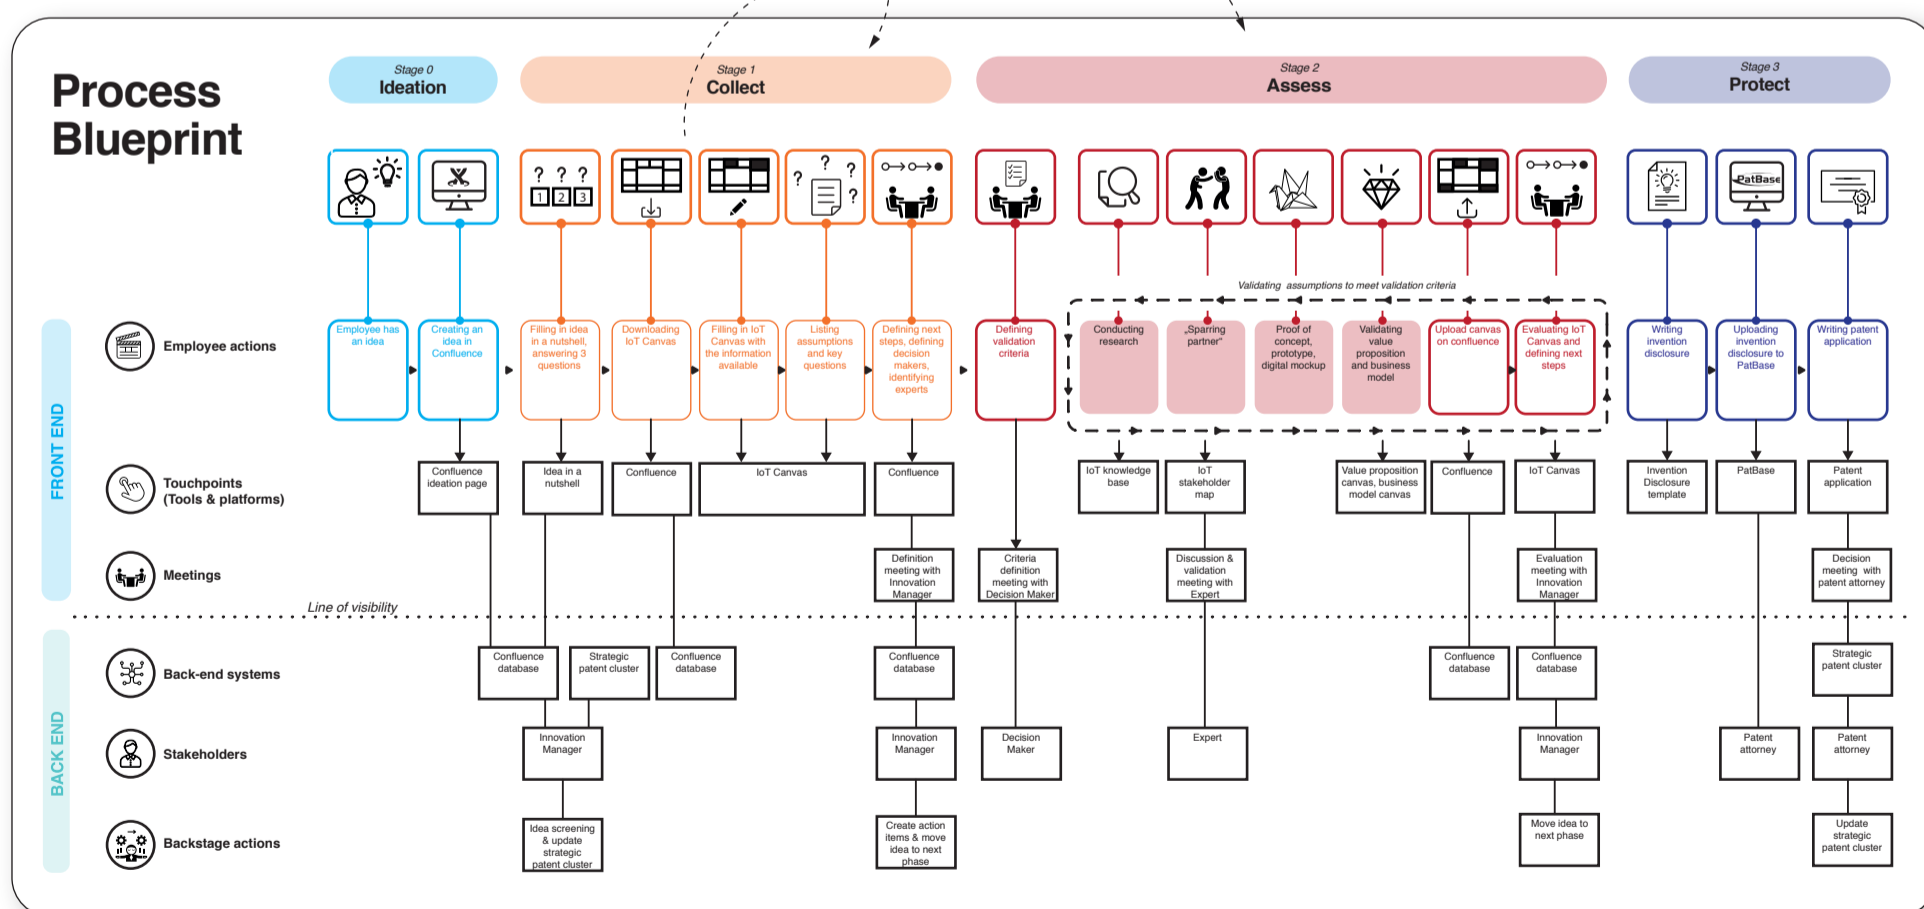 Process
Blueprint
Stage 0
Ideation
Stage 1
Collect
Stage 2
Assess
Stage 3
Protect
? ? ?
1 2 3
?
?
?
?
PatBase
Validating assumptions to meet validation criteria
FRONT END
Employee actions
Employee has
an idea
Creating an
idea in
Confluence
Filling in idea
in a nutshell,
answering 3
questions
Downloading
IoT Canvas
Filling in IoT
Canvas with
the information
available
Listing
assumptions
and key
questions
Defining next
steps, defining
decision
makers,
identifying
experts
Defining
validation
criteria
Conducting
research
„Sparring
partner“
Proof of
concept,
prototype,
digital mockup
Validating
value
proposition
and business
model
Upload canvas
on confluence
Evaluating IoT
Canvas and
defining next
steps
Writing
invention
disclosure
Uploading
invention
disclosure to
PatBase
Writing patent
application
Touchpoints
(Tools & platforms)
Confluence
ideation page
Idea in a
nutshell
Confluence
IoT Canvas
Confluence
IoT knowledge
base
IoT
stakeholder
map
Value proposition
canvas, business
model canvas
Confluence
IoT Canvas
Invention
Disclosure
template
PatBase
Patent
application
Meetings
Definition
meeting with
Innovation
Manager
Criteria
definition
meeting with
Decision Maker
Discussion &
validation
meeting with
Expert
Evaluation
meeting with
Innovation
Manager
Decision
meeting with
patent attorney
Line of visibility
BACK END
Back-end systems
Confluence
database
Strategic
patent cluster
Confluence
database
Confluence
database
Confluence
database
Confluence
database
Strategic
patent cluster
Stakeholders
Innovation
Manager
Innovation
Manager
Decision
Maker
Expert
Innovation
Manager
Patent
attorney
Patent
attorney
Backstage actions
Idea screening
& update
strategic
patent cluster
Create action
items & move
idea to next
phase
Move idea to
next phase
Update
strategic
patent cluster